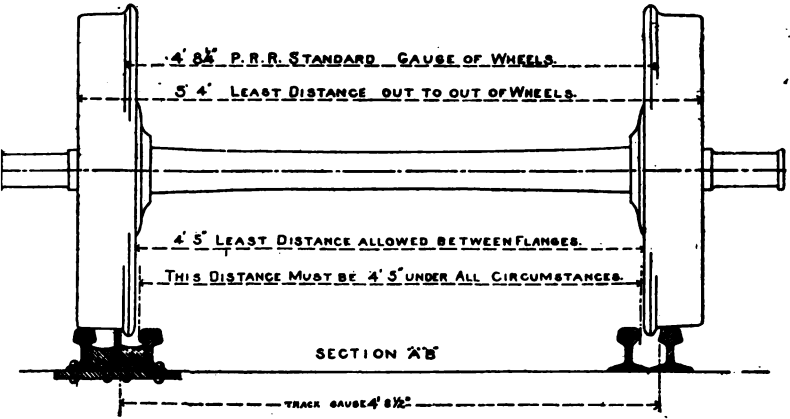 4' 8¼" P.R.R. STANDARD GAUGE OF WHEELS.
5' 4" LEAST DISTANCE OUT TO OUT OF WHEELS.
4' 5" LEAST DISTANCE ALLOWED BETWEEN FLANGES.
THIS DISTANCE MUST BE 4' 5" UNDER ALL CIRCUMSTANCES.
SECTION "A"B"
TRACK GAUGE 4' 8½"